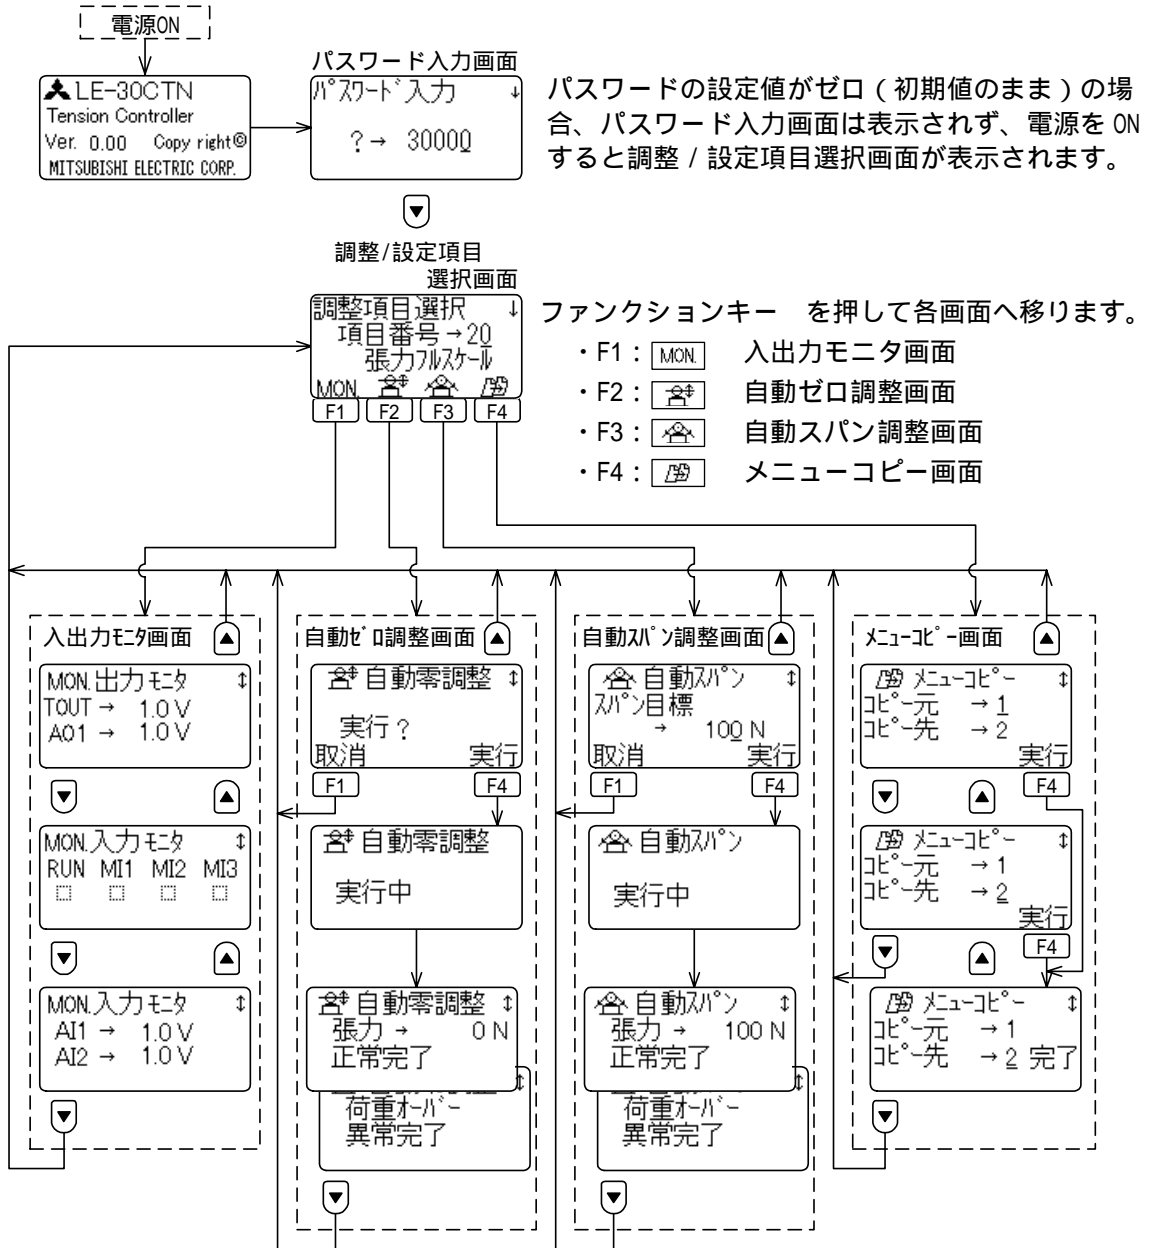 電源ON
▲LE-30CTN
Tension Controller
Ver. 0.00 Copy right©
MITSUBISHI ELECTRIC CORP.
パスワード入力画面
ﾊﾟｽﾜｰﾄﾞ入力 ↓
?→ 30000
パスワードの設定値がゼロ(初期値のまま)の場
合、パスワード入力画面は表示されず、電源をON
すると調整/設定項目選択画面が表示されます。
▼
調整/設定項目
選択画面
調整項目選択 ↓
項目番号→20
張力ﾌﾙｽｹｰﾙ
MON.
F1 F2 F3 F4
ファンクションキー を押して各画面へ移ります。
・F1: MON. 入出力モニタ画面
・F2: 自動ゼロ調整画面
・F3: 自動スパン調整画面
・F4: メニューコピー画面
入出力ﾓﾆﾀ画面 ▲
MON.出力ﾓﾆﾀ ↕
TOUT→ 1.0 V
AO1 → 1.0 V
▼ ▲
MON.入力ﾓﾆﾀ ↕
RUN MI1 MI2 MI3
▼ ▲
MON.入力ﾓﾆﾀ ↕
AI1 → 1.0 V
AI2 → 1.0 V
▼
自動ｾﾞﾛ調整画面 ▲
自動零調整 ↕
実行?
取消 実行
F1 F4
自動零調整
実行中
自動零調整 ↕
張力→ 0 N
正常完了
荷重ｵｰﾊﾞｰ
異常完了
▼
自動ｽﾊﾟﾝ調整画面 ▲
自動ｽﾊﾟﾝ ↕
ｽﾊﾟﾝ目標
→ 100 N
取消 実行
F1 F4
自動ｽﾊﾟﾝ
実行中
自動ｽﾊﾟﾝ ↕
張力→ 100 N
正常完了
荷重ｵｰﾊﾞｰ
異常完了
▼
ﾒﾆｭｰｺﾋﾟｰ画面 ▲
ﾒﾆｭｰｺﾋﾟｰ ↕
ｺﾋﾟｰ元 →1
ｺﾋﾟｰ先 →2
実行
▼ ▲ F4
ﾒﾆｭｰｺﾋﾟｰ ↕
ｺﾋﾟｰ元 →1
ｺﾋﾟｰ先 →2
実行
▼ ▲ F4
ﾒﾆｭｰｺﾋﾟｰ ↕
ｺﾋﾟｰ元 →1
ｺﾋﾟｰ先 →2 完了
▼